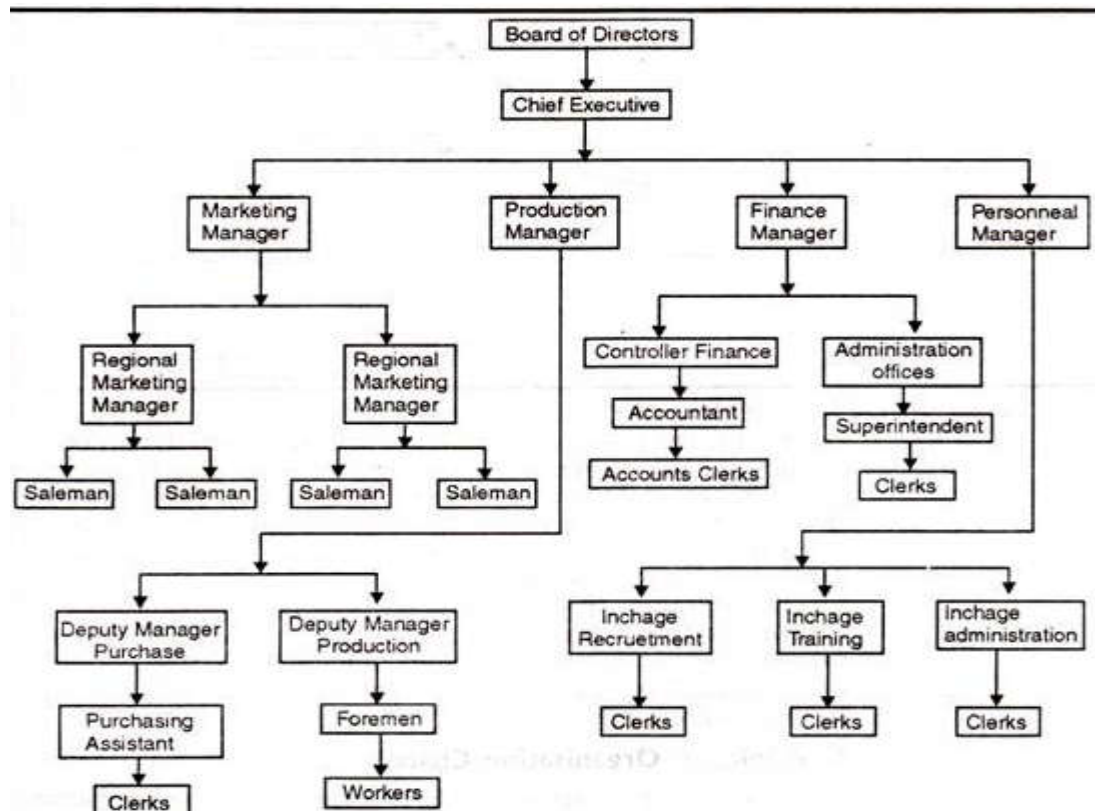 Board of Directors
Chief Executive
Marketing
Manager
Production
Manager
Finance
Manager
Personneal
Manager
Regional
Marketing
Manager
Regional
Marketing
Manager
Controller Finance
Administration
offices
Accountant
Superintendent
Saleman
Saleman
Saleman
Saleman
Accounts Clerks
Clerks
Deputy Manager
Purchase
Deputy Manager
Production
Inchage
Recruetment
Inchage
Training
Inchage
administration
Purchasing
Assistant
Foremen
Clerks
Clerks
Clerks
Clerks
Workers
Organisation Chart